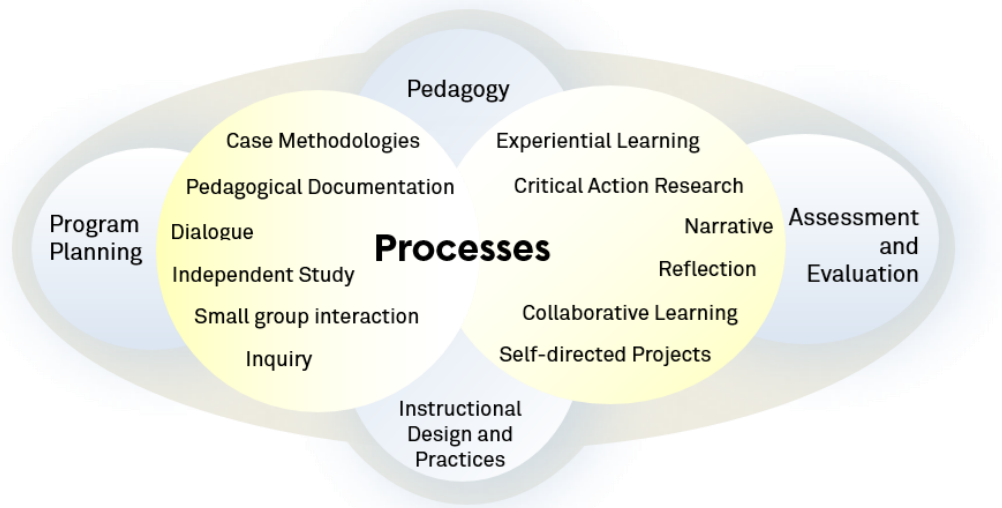 Pedagogy
Case Methodologies
Pedagogical Documentation
Dialogue
Independent Study
Small group interaction
Inquiry
Processes
Experiential Learning
Critical Action Research
Narrative
Reflection
Collaborative Learning
Self-directed Projects
Program
Planning
Assessment
and
Evaluation
Instructional
Design and
Practices